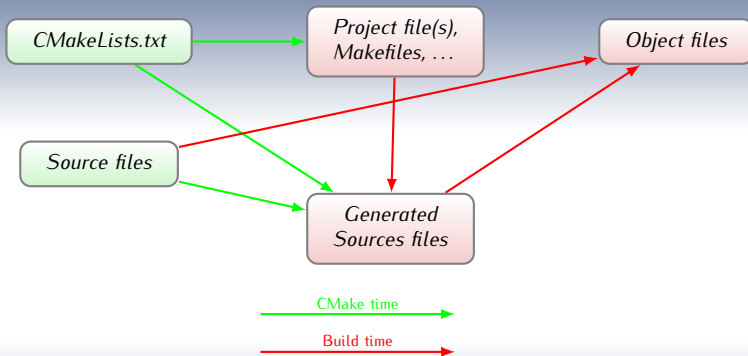 CMakeLists.txt
Project file(s),
Makefiles, ...
Object files
Source files
Generated
Sources files
CMake time
Build time